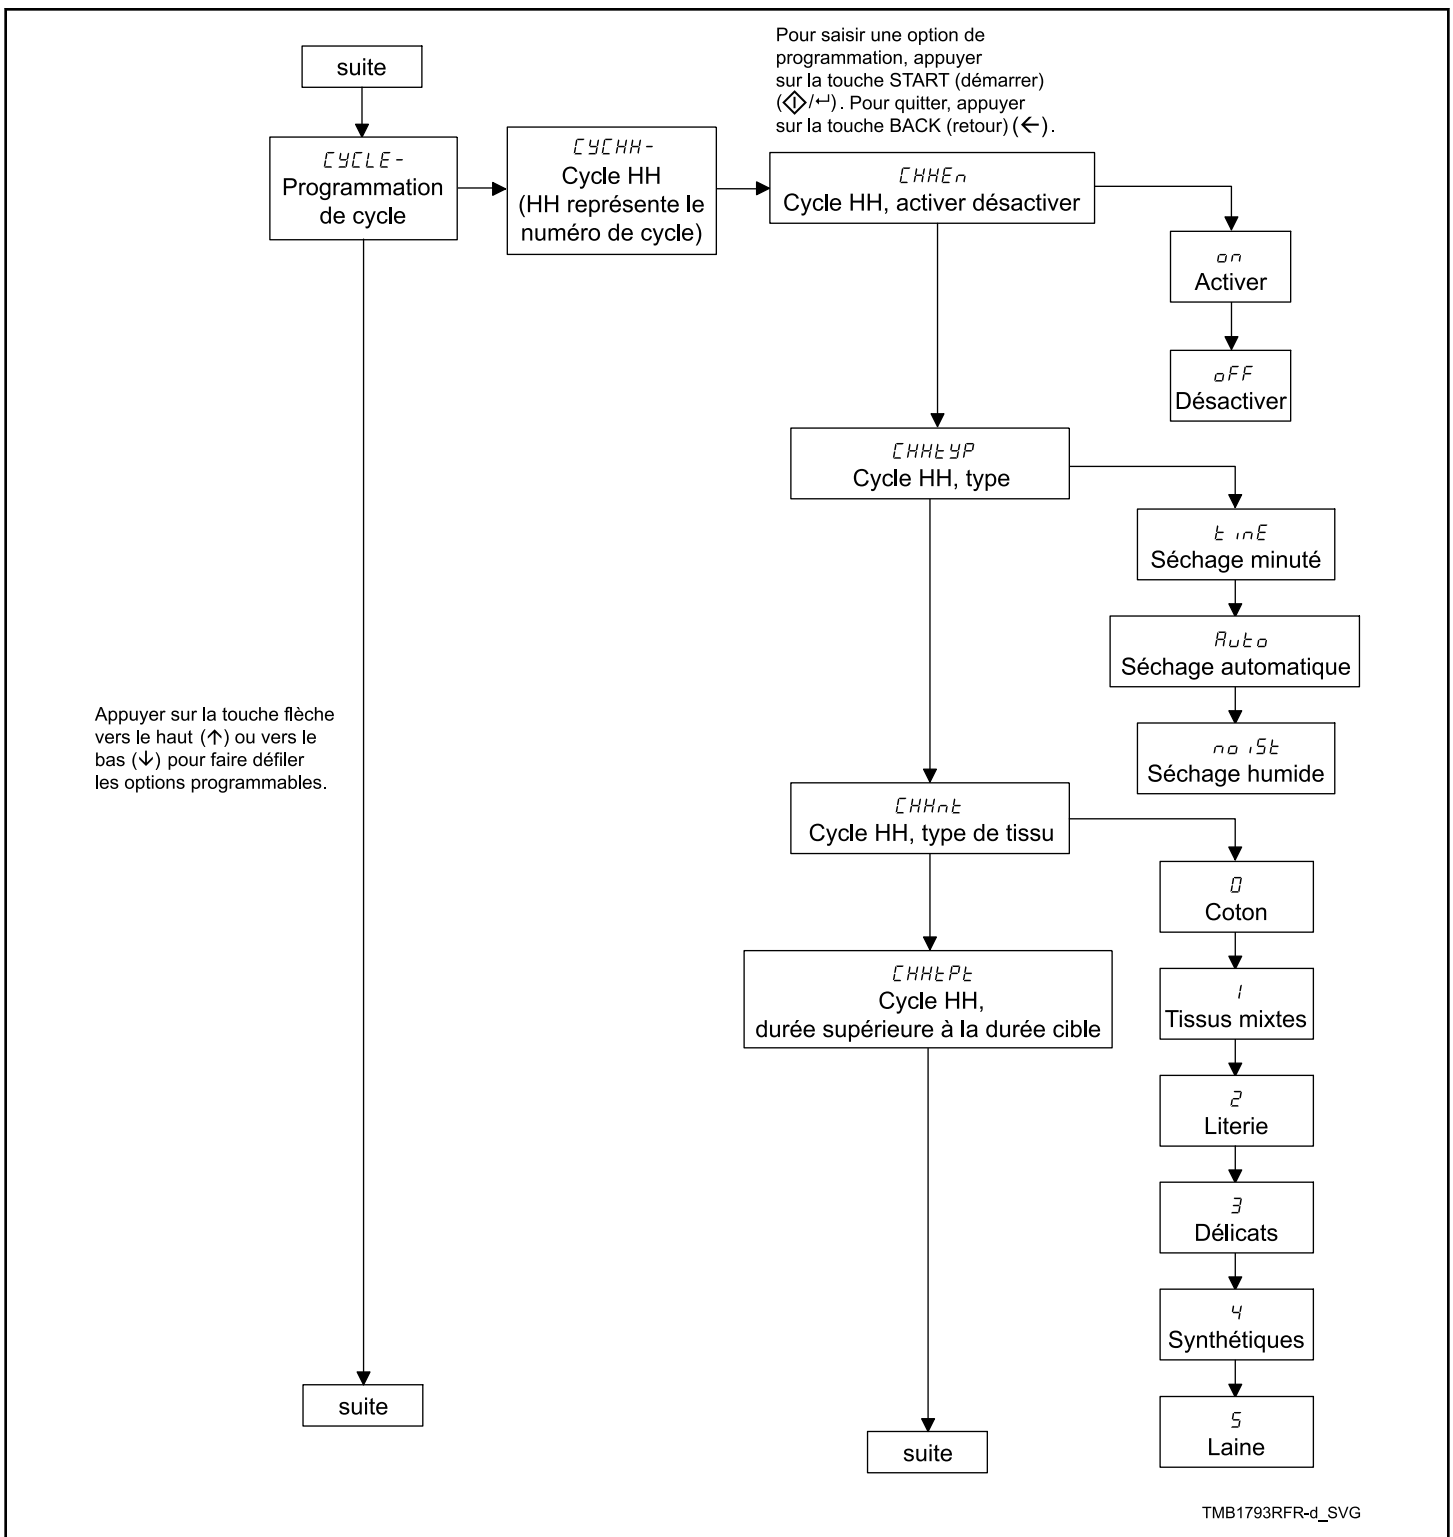 suite
Pour saisir une option de
programmation, appuyer
sur la touche START (démarrer)
(/↵). Pour quitter, appuyer
sur la touche BACK (retour) (←).
CYCLE-
Programmation
de cycle
CYCHH-
Cycle HH
(HH représente le
numéro de cycle)
CHHEn
Cycle HH, activer désactiver
on
Activer
oFF
Désactiver
CHHtYP
Cycle HH, type
tinE
Séchage minuté
Auto
Séchage automatique
noiSt
Séchage humide
Appuyer sur la touche flèche
vers le haut (↑) ou vers le
bas (↓) pour faire défiler
les options programmables.
CHHnt
Cycle HH, type de tissu
0
Coton
1
Tissus mixtes
2
Literie
3
Délicats
4
Synthétiques
5
Laine
CHHtPt
Cycle HH,
durée supérieure à la durée cible
suite
suite
TMB1793RFR-d_SVG